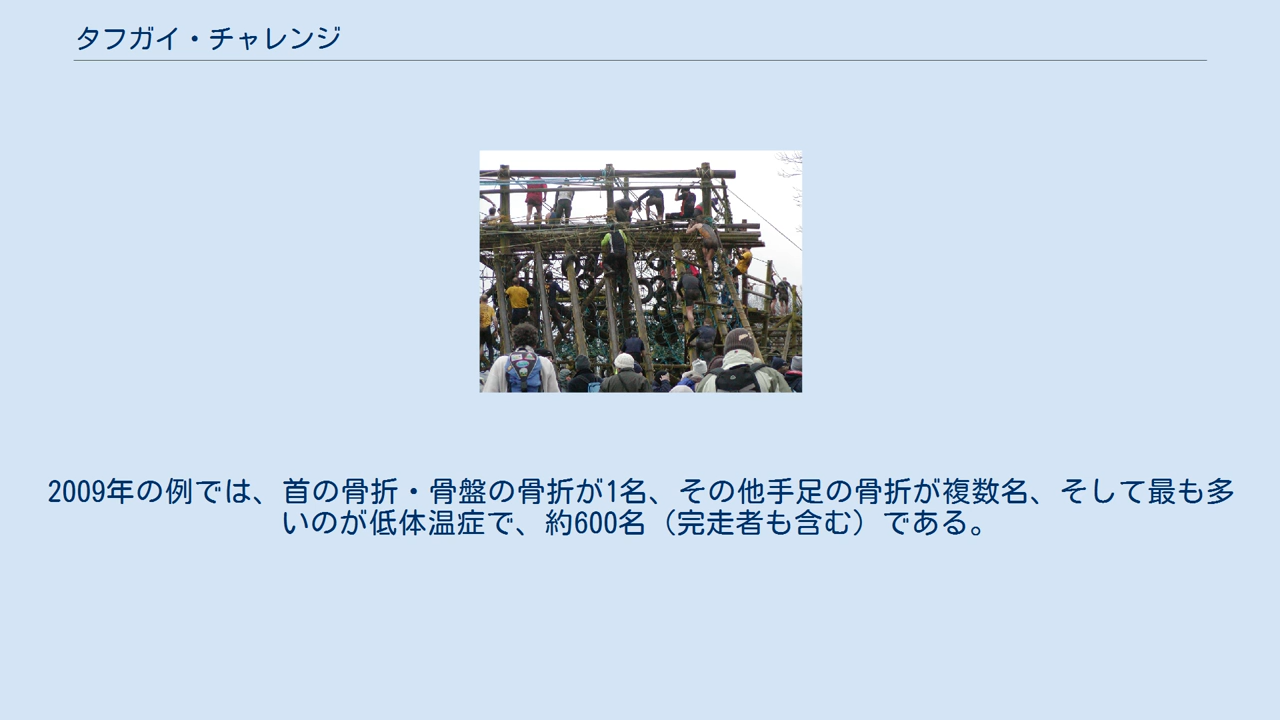 タフガイ・チャレンジ
2009年の例では、首の骨折・骨盤の骨折が1名、その他手足の骨折が複数名、そして最も多
いのが低体温症で、約600名（完走者も含む）である。